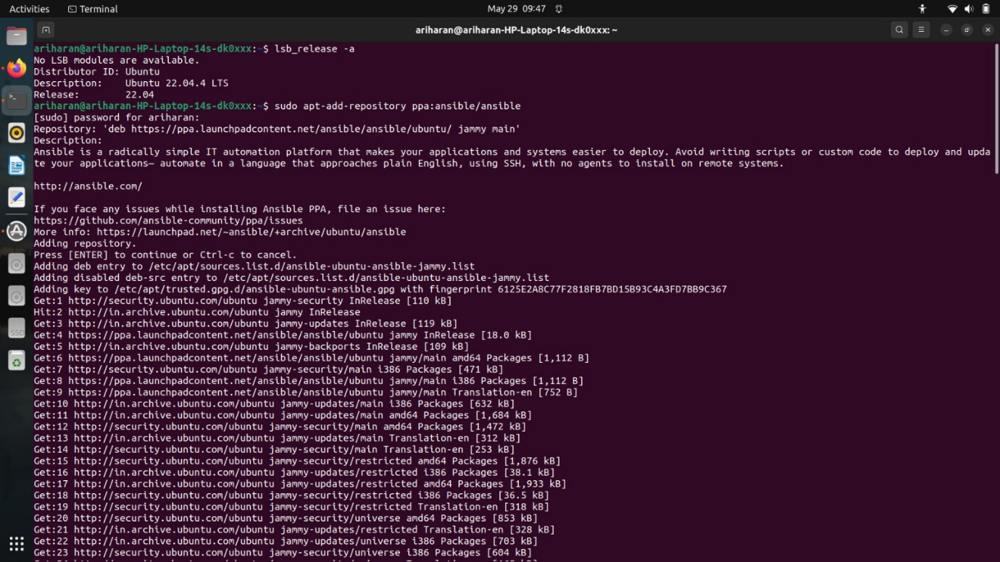 Activities
Terminal
May 29 09:47
ariharan@ariharan-HP-Laptop-14s-dk0xxx: ~
ariharan@ariharan-HP-Laptop-14s-dk0xxx:~$ lsb_release -a
No LSB modules are available.
Distributor ID: Ubuntu
Description: Ubuntu 22.04.4 LTS
Release: 22.04
ariharan@ariharan-HP-Laptop-14s-dk0xxx:~$ sudo apt-add-repository ppa:ansible/ansible
[sudo] password for ariharan:
Repository: 'deb https://ppa.launchpadcontent.net/ansible/ansible/ubuntu/ jammy main'
Description:
Ansible is a radically simple IT automation platform that makes your applications and systems easier to deploy. Avoid writing scripts or custom code to deploy and upda
te your applications— automate in a language that approaches plain English, using SSH, with no agents to install on remote systems.
http://ansible.com/
If you face any issues while installing Ansible PPA, file an issue here:
https://github.com/ansible-community/ppa/issues
More info: https://launchpad.net/~ansible/+archive/ubuntu/ansible
Adding repository.
Press [ENTER] to continue or Ctrl-c to cancel.
Adding deb entry to /etc/apt/sources.list.d/ansible-ubuntu-ansible-jammy.list
Adding disabled deb-src entry to /etc/apt/sources.list.d/ansible-ubuntu-ansible-jammy.list
Adding key to /etc/apt/trusted.gpg.d/ansible-ubuntu-ansible.gpg with fingerprint 6125E2A8C77F2818FB7BD15B93C4A3FD7BB9C367
Get:1 http://security.ubuntu.com/ubuntu jammy-security InRelease [110 kB]
Hit:2 http://in.archive.ubuntu.com/ubuntu jammy InRelease
Get:3 http://in.archive.ubuntu.com/ubuntu jammy-updates InRelease [119 kB]
Get:4 https://ppa.launchpadcontent.net/ansible/ansible/ubuntu jammy InRelease [18.0 kB]
Get:5 http://in.archive.ubuntu.com/ubuntu jammy-backports InRelease [109 kB]
Get:6 https://ppa.launchpadcontent.net/ansible/ansible/ubuntu jammy/main amd64 Packages [1,112 B]
Get:7 http://security.ubuntu.com/ubuntu jammy-security/main i386 Packages [471 kB]
Get:8 https://ppa.launchpadcontent.net/ansible/ansible/ubuntu jammy/main i386 Packages [1,112 B]
Get:9 https://ppa.launchpadcontent.net/ansible/ansible/ubuntu jammy/main Translation-en [752 B]
Get:10 http://in.archive.ubuntu.com/ubuntu jammy-updates/main i386 Packages [632 kB]
Get:11 http://in.archive.ubuntu.com/ubuntu jammy-updates/main amd64 Packages [1,684 kB]
Get:12 http://security.ubuntu.com/ubuntu jammy-security/main amd64 Packages [1,472 kB]
Get:13 http://in.archive.ubuntu.com/ubuntu jammy-updates/main Translation-en [312 kB]
Get:14 http://security.ubuntu.com/ubuntu jammy-security/main Translation-en [253 kB]
Get:15 http://security.ubuntu.com/ubuntu jammy-security/restricted amd64 Packages [1,876 kB]
Get:16 http://in.archive.ubuntu.com/ubuntu jammy-updates/restricted i386 Packages [38.1 kB]
Get:17 http://in.archive.ubuntu.com/ubuntu jammy-updates/restricted amd64 Packages [1,933 kB]
Get:18 http://security.ubuntu.com/ubuntu jammy-security/restricted i386 Packages [36.5 kB]
Get:19 http://security.ubuntu.com/ubuntu jammy-security/restricted Translation-en [318 kB]
Get:20 http://security.ubuntu.com/ubuntu jammy-security/universe amd64 Packages [853 kB]
Get:21 http://in.archive.ubuntu.com/ubuntu jammy-updates/restricted Translation-en [328 kB]
Get:22 http://in.archive.ubuntu.com/ubuntu jammy-updates/universe i386 Packages [703 kB]
Get:23 http://security.ubuntu.com/ubuntu jammy-security/universe i386 Packages [604 kB]
SSD